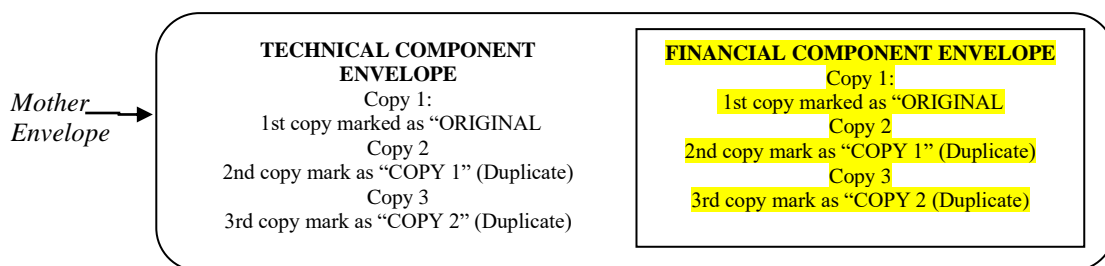 Mother
Envelope
TECHNICAL COMPONENT
ENVELOPE
Copy 1:
1st copy marked as “ORIGINAL
Copy 2
2nd copy mark as “COPY 1” (Duplicate)
Copy 3
3rd copy mark as “COPY 2” (Duplicate)
FINANCIAL COMPONENT ENVELOPE
Copy 1:
1st copy marked as “ORIGINAL
Copy 2
2nd copy mark as “COPY 1” (Duplicate)
Copy 3
3rd copy mark as “COPY 2 (Duplicate)